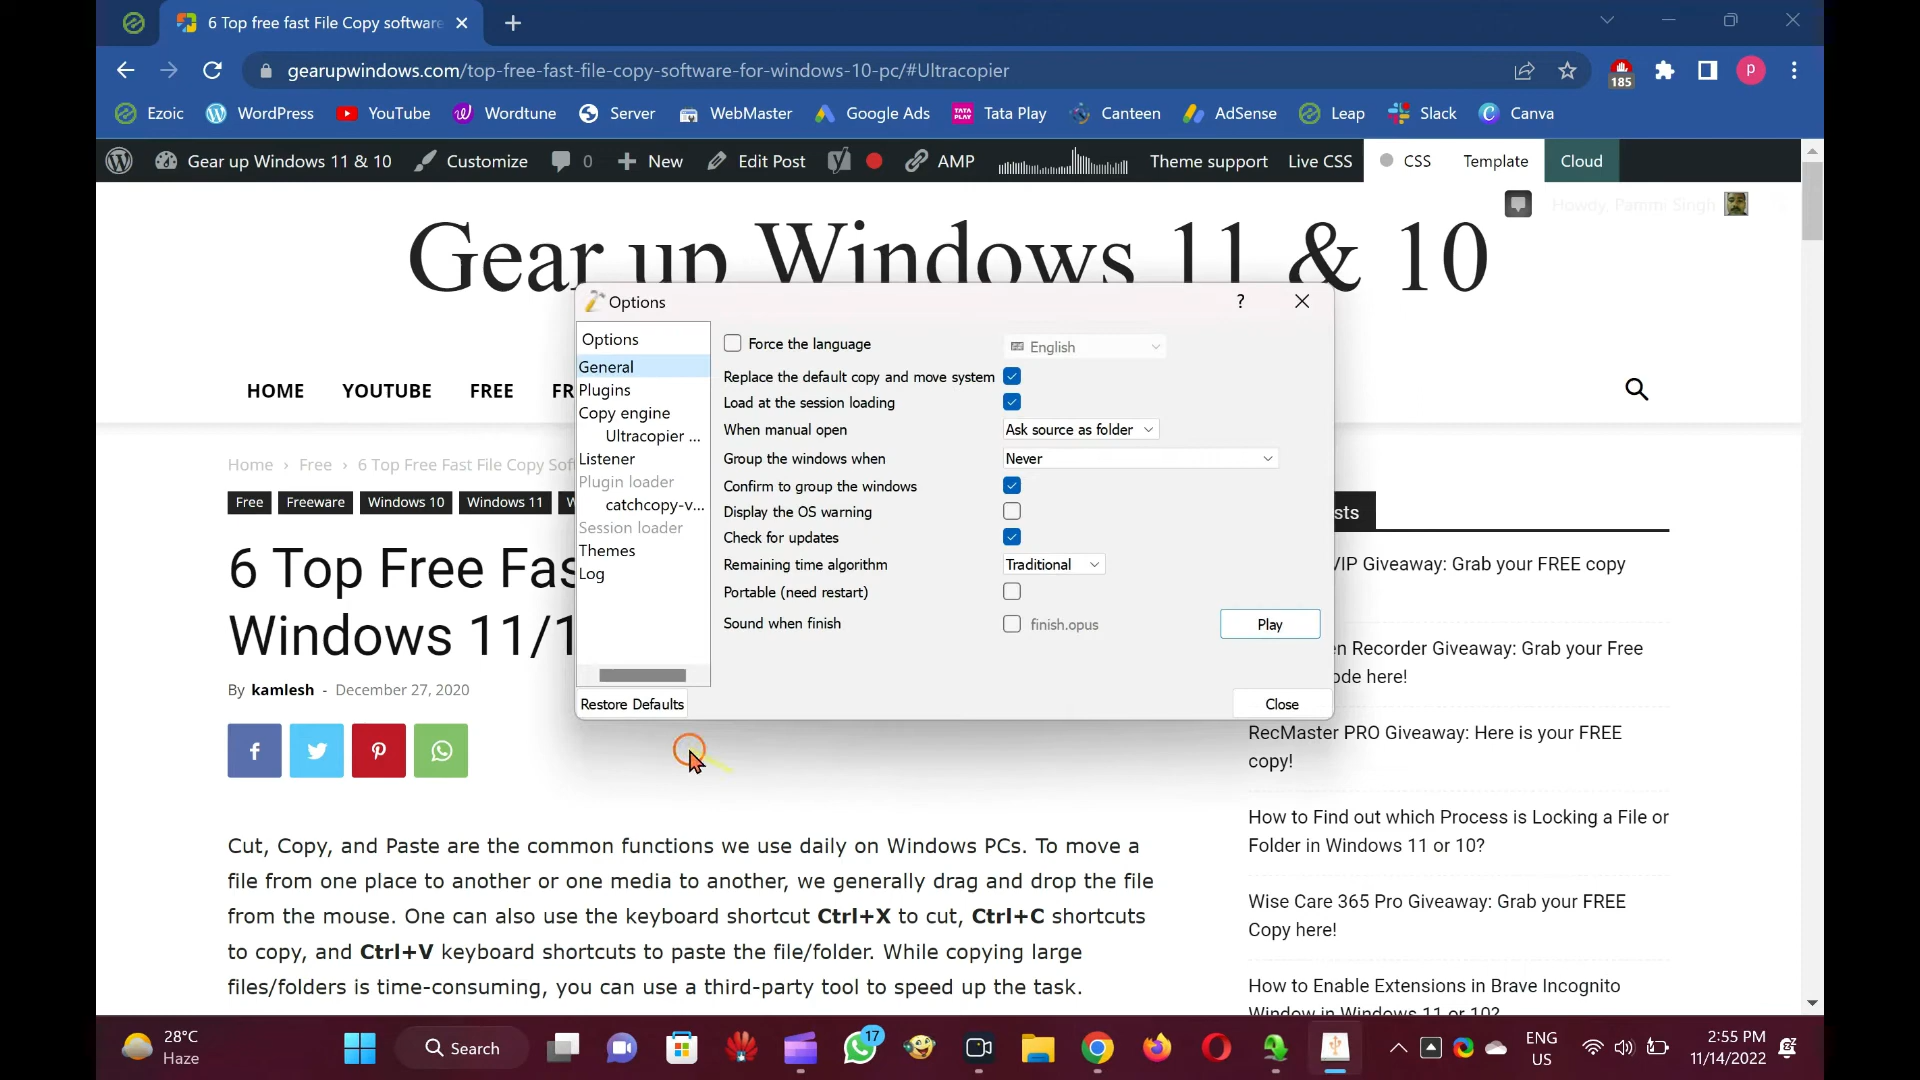 6 Top free fast File Copy software
gearupwindows.com/top-free-fast-file-copy-software-for-windows-10-pc/#Ultracopier
185
P
Ezoic WordPress YouTube Wordtune Server WebMaster Google Ads TATA PLAY Tata Play Canteen AdSense Leap Slack Canva
Gear up Windows 11 & 10 Customize 0 New Edit Post AMP Theme support Live CSS CSS Template Cloud
Howdy, Pammi Singh
Gear up Windows 11 & 10
HOME YOUTUBE FREE FR
Home › Free › 6 Top Free Fast File Copy Sof
Free Freeware Windows 10 Windows 11 W
6 Top Free Fas
Windows 11/1
By kamlesh - December 27, 2020
Options
?
Options
General
Plugins
Copy engine
Ultracopier ...
Listener
Plugin loader
catchcopy-v...
Session loader
Themes
Log
Force the language English
Replace the default copy and move system
Load at the session loading
When manual open Ask source as folder
Group the windows when Never
Confirm to group the windows
Display the OS warning
Check for updates
Remaining time algorithm Traditional
Portable (need restart)
Sound when finish finish.opus Play
Restore Defaults Close
Cut, Copy, and Paste are the common functions we use daily on Windows PCs. To move a
file from one place to another or one media to another, we generally drag and drop the file
from the mouse. One can also use the keyboard shortcut Ctrl+X to cut, Ctrl+C shortcuts
to copy, and Ctrl+V keyboard shortcuts to paste the file/folder. While copying large
files/folders is time-consuming, you can use a third-party tool to speed up the task.
sts
VIP Giveaway: Grab your FREE copy
n Recorder Giveaway: Grab your Free
ode here!
RecMaster PRO Giveaway: Here is your FREE
copy!
How to Find out which Process is Locking a File or
Folder in Windows 11 or 10?
Wise Care 365 Pro Giveaway: Grab your FREE
Copy here!
How to Enable Extensions in Brave Incognito
Window in Windows 11 or 10?
28°C
Haze
Search
17
ENG
US
2:55 PM
11/14/2022